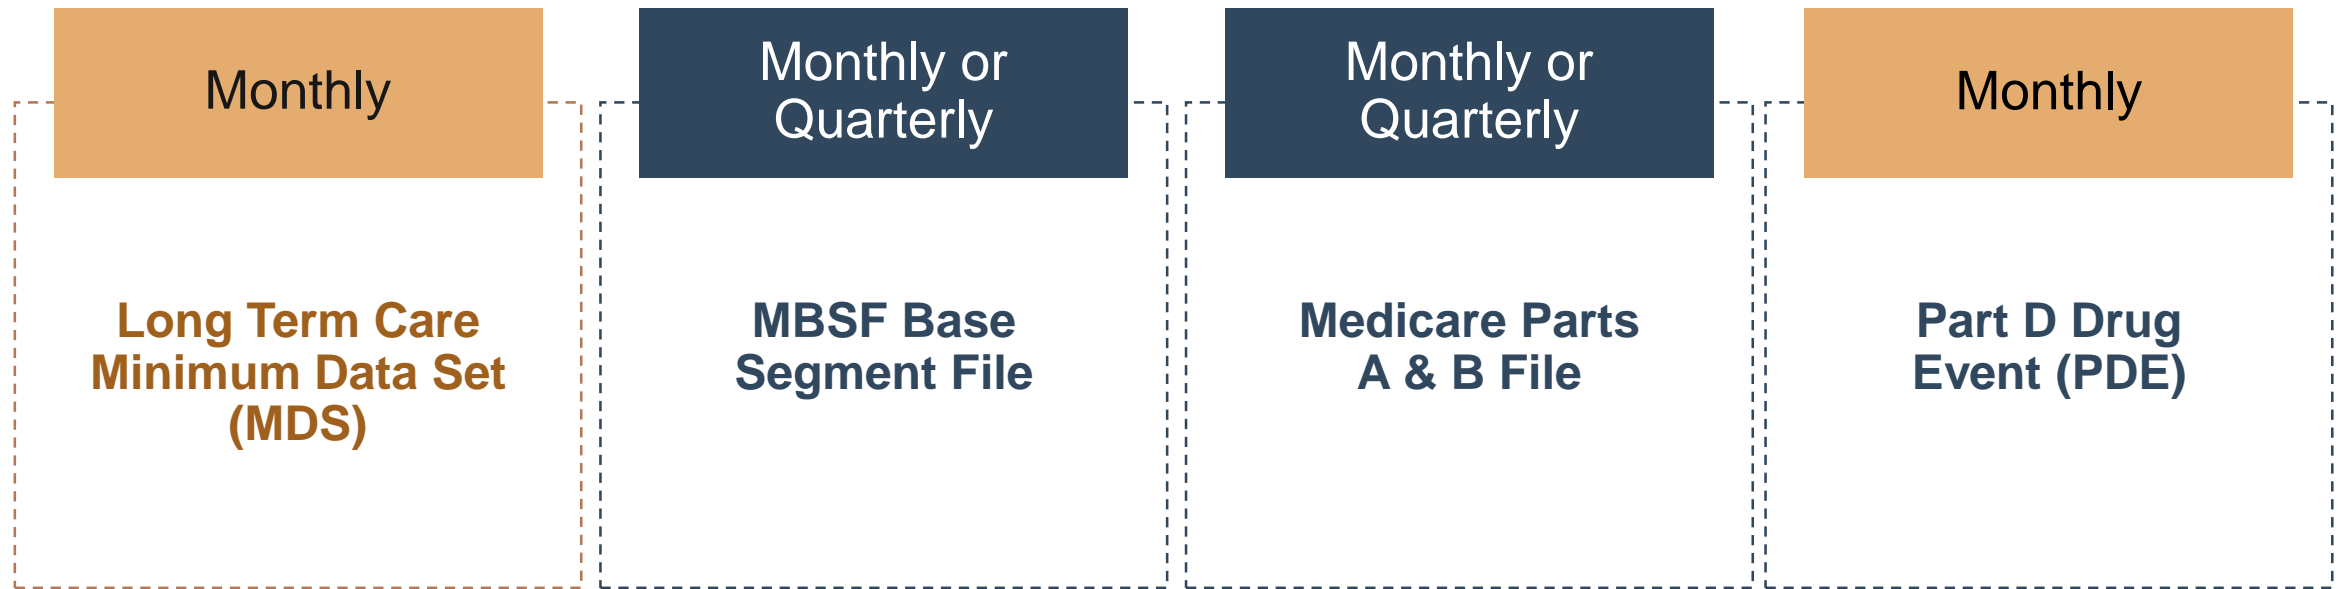 Monthly
Long Term Care
Minimum Data Set
(MDS)
Monthly or
Quarterly
MBSF Base
Segment File
Monthly or
Quarterly
Medicare Parts
A & B File
Monthly
Part D Drug
Event (PDE)